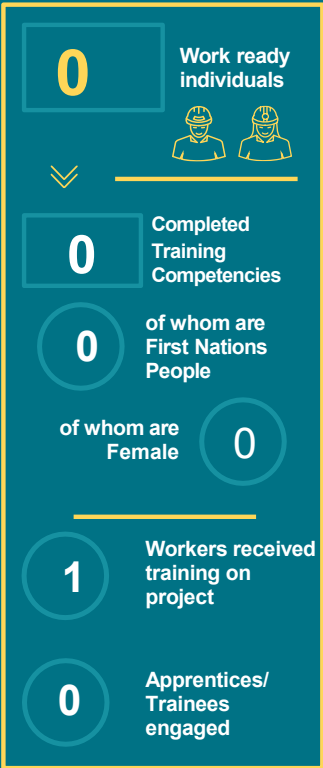 0
Work ready
individuals
0
Completed
Training
Competencies
0
of whom are
First Nations
People
of whom are
Female
0
1
Workers received
training on
project
0
Apprentices/
Trainees
engaged